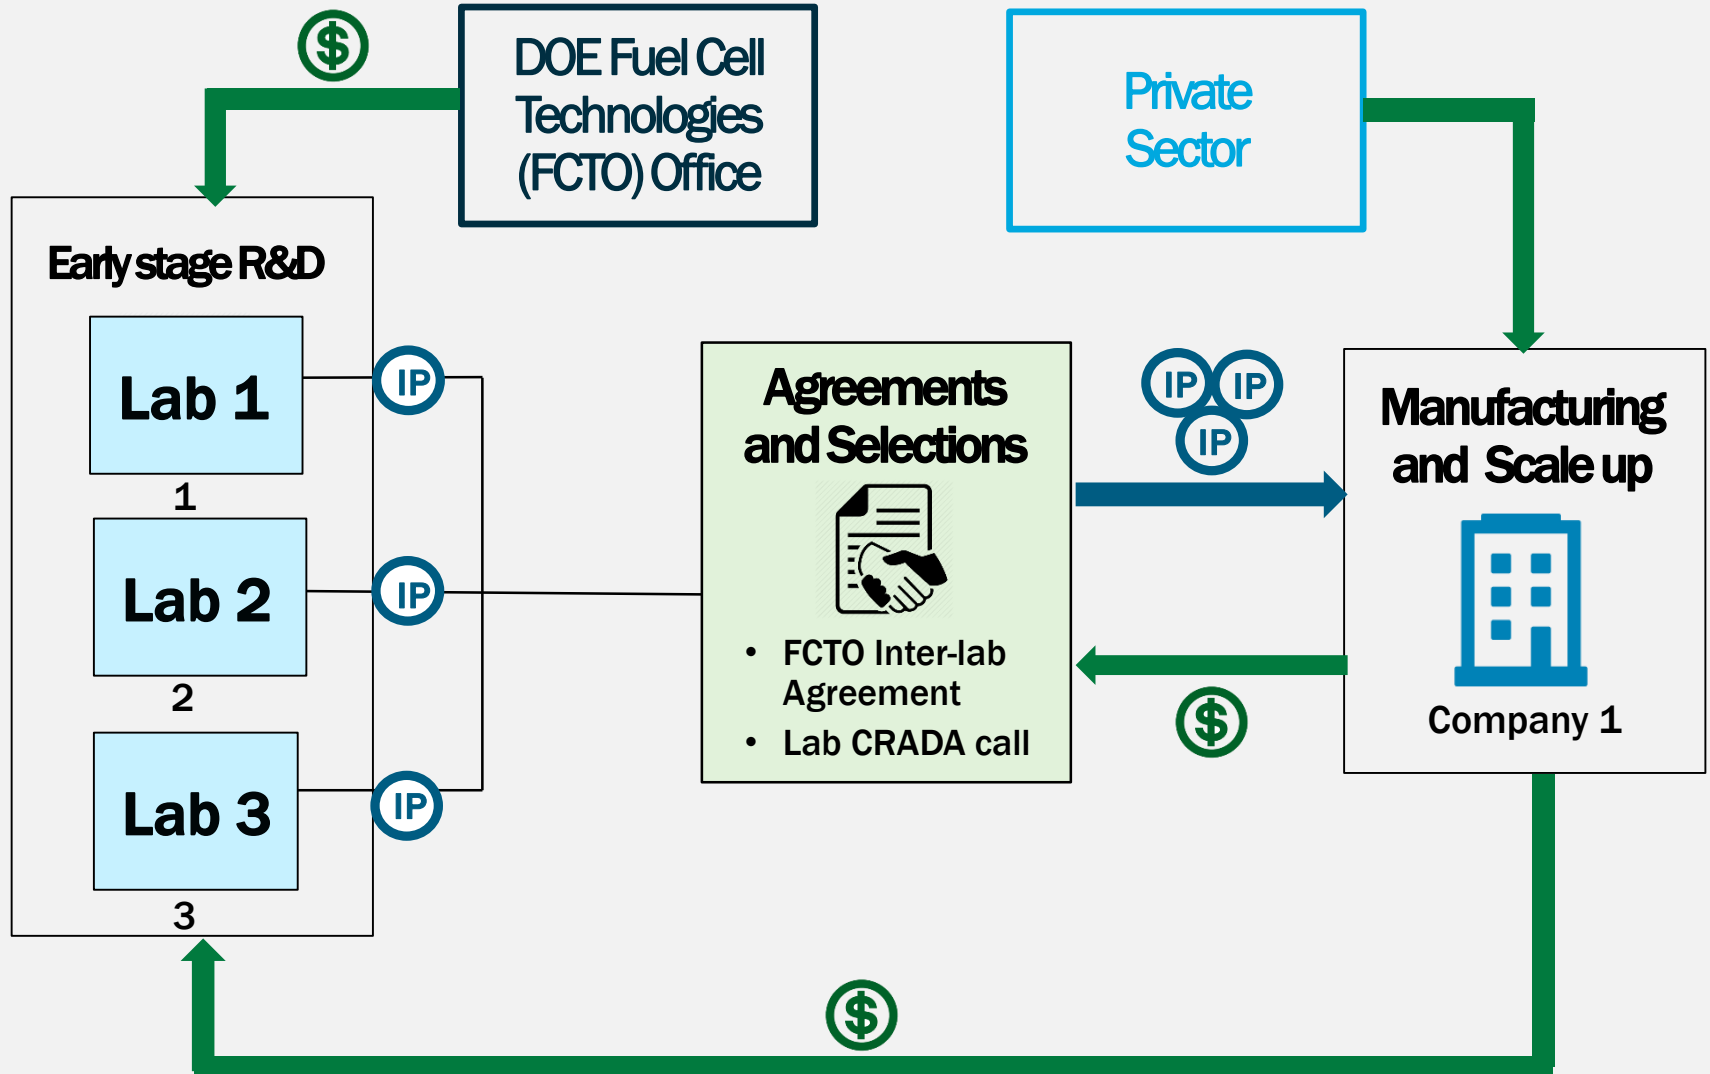 $
DOE Fuel Cell
Technologies
(FCTO) Office
Private
Sector
Early stage R&D
Lab 1
1
Lab 2
2
Lab 3
3
IP
IP
IP
Agreements
and Selections
• FCTO Inter-lab
Agreement
• Lab CRADA call
IP IP
IP
$
Manufacturing
and Scale up
Company 1
$